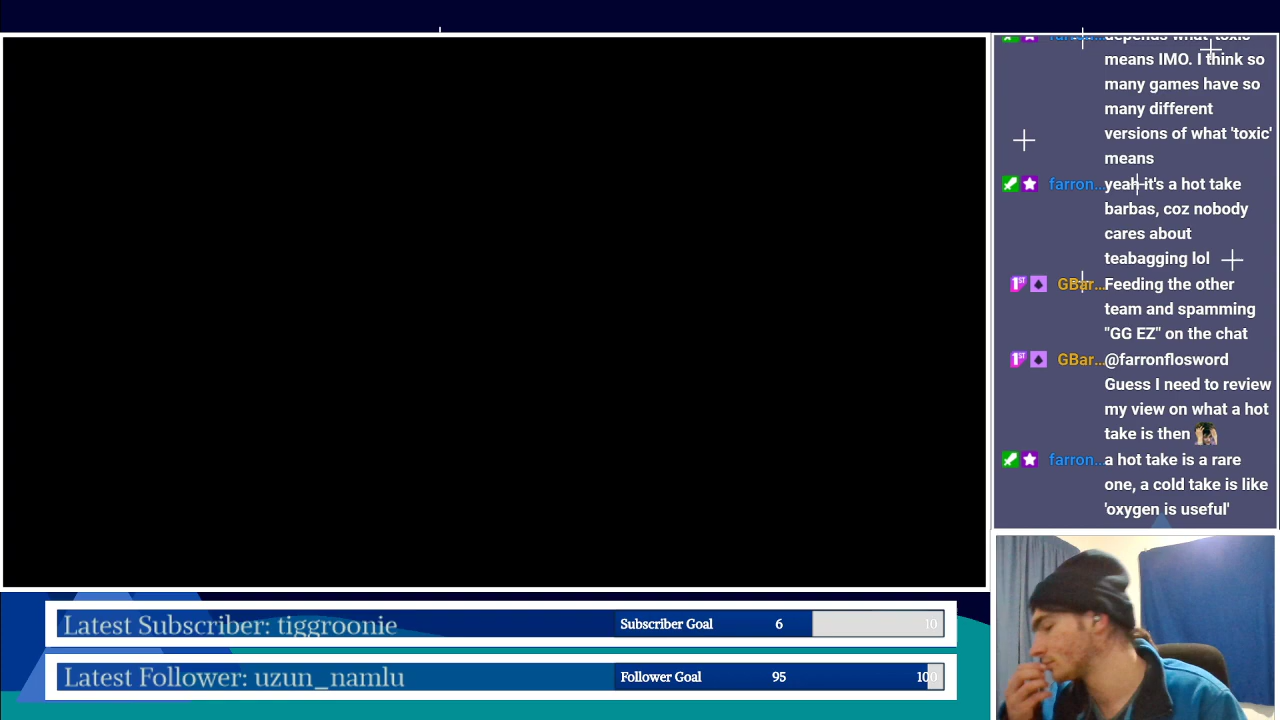 depends what 'toxic'
means IMO. I think so
many games have so
many different
versions of what 'toxic'
means
farron... yeah it's a hot take
barbas, coz nobody
cares about
teabagging lol
GBar... Feeding the other
team and spamming
"GG EZ" on the chat
GBar... @farronflosword
Guess I need to review
my view on what a hot
take is then
farron... a hot take is a rare
one, a cold take is like
'oxygen is useful'
Latest Subscriber: tiggroonie
Subscriber Goal 6 10
Latest Follower: uzun_namlu
Follower Goal 95 100